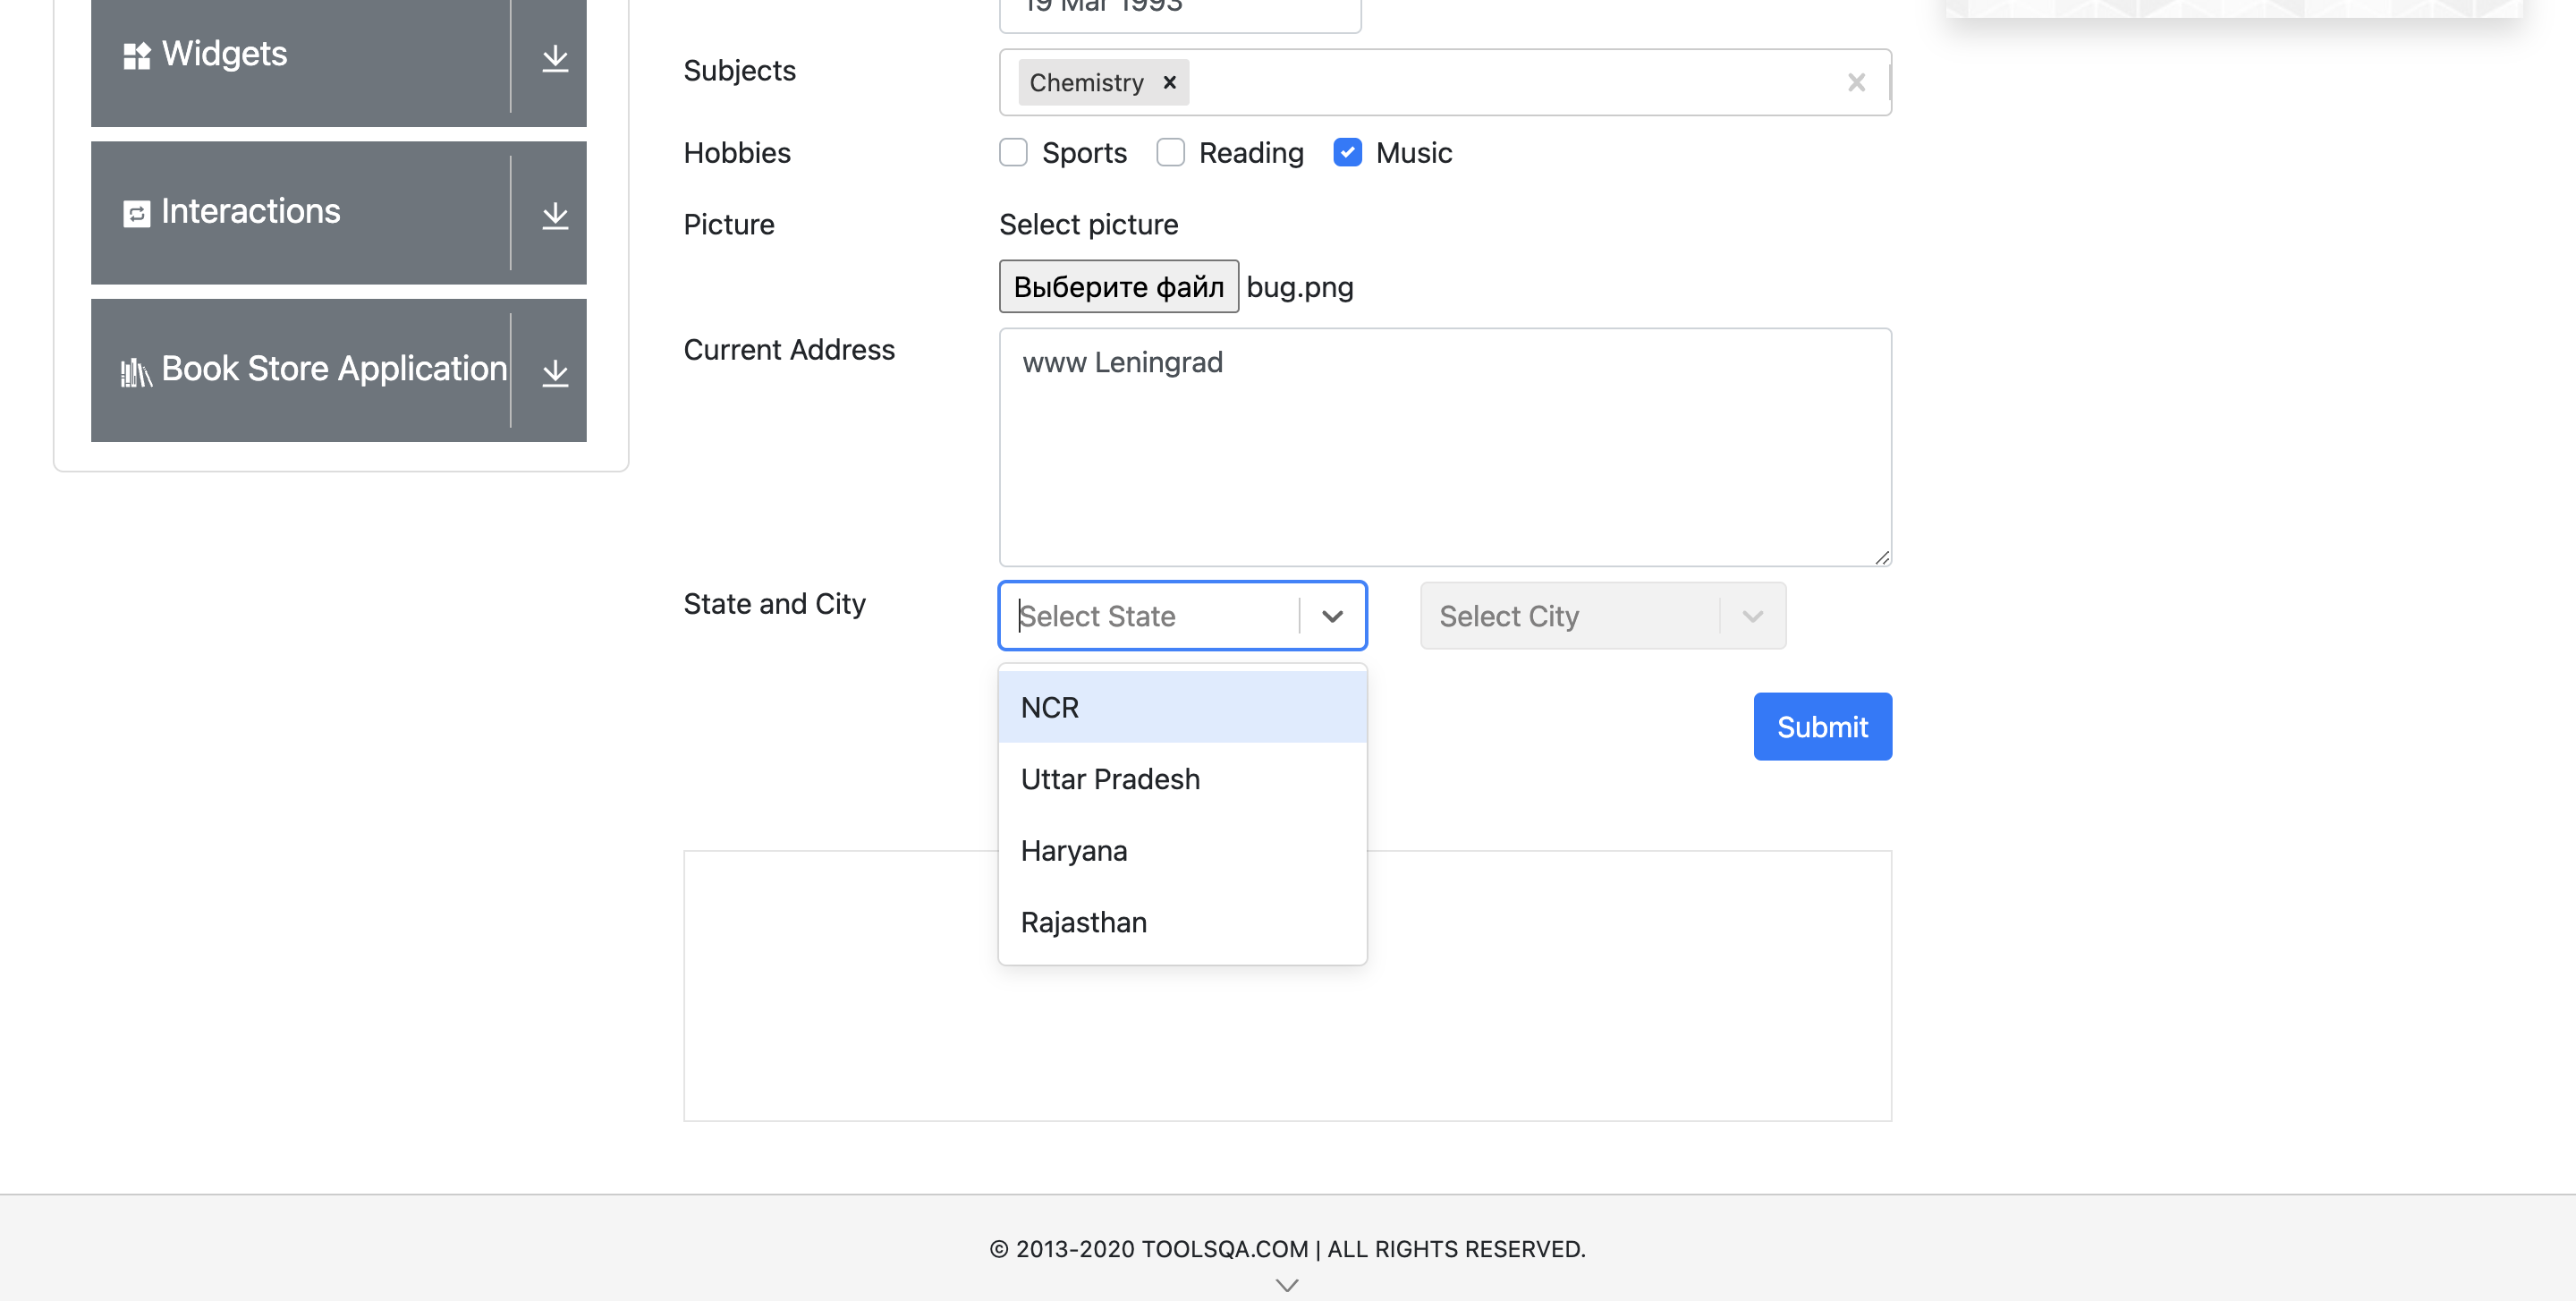 19 Mar 1993
Widgets
Interactions
Book Store Application
Subjects
Chemistry
Hobbies
Sports
Reading
Music
Picture
Select picture
Выберите файл bug.png
Current Address
www Leningrad
State and City
Select State
Select City
NCR
Uttar Pradesh
Haryana
Rajasthan
Submit
© 2013-2020 TOOLSQA.COM | ALL RIGHTS RESERVED.